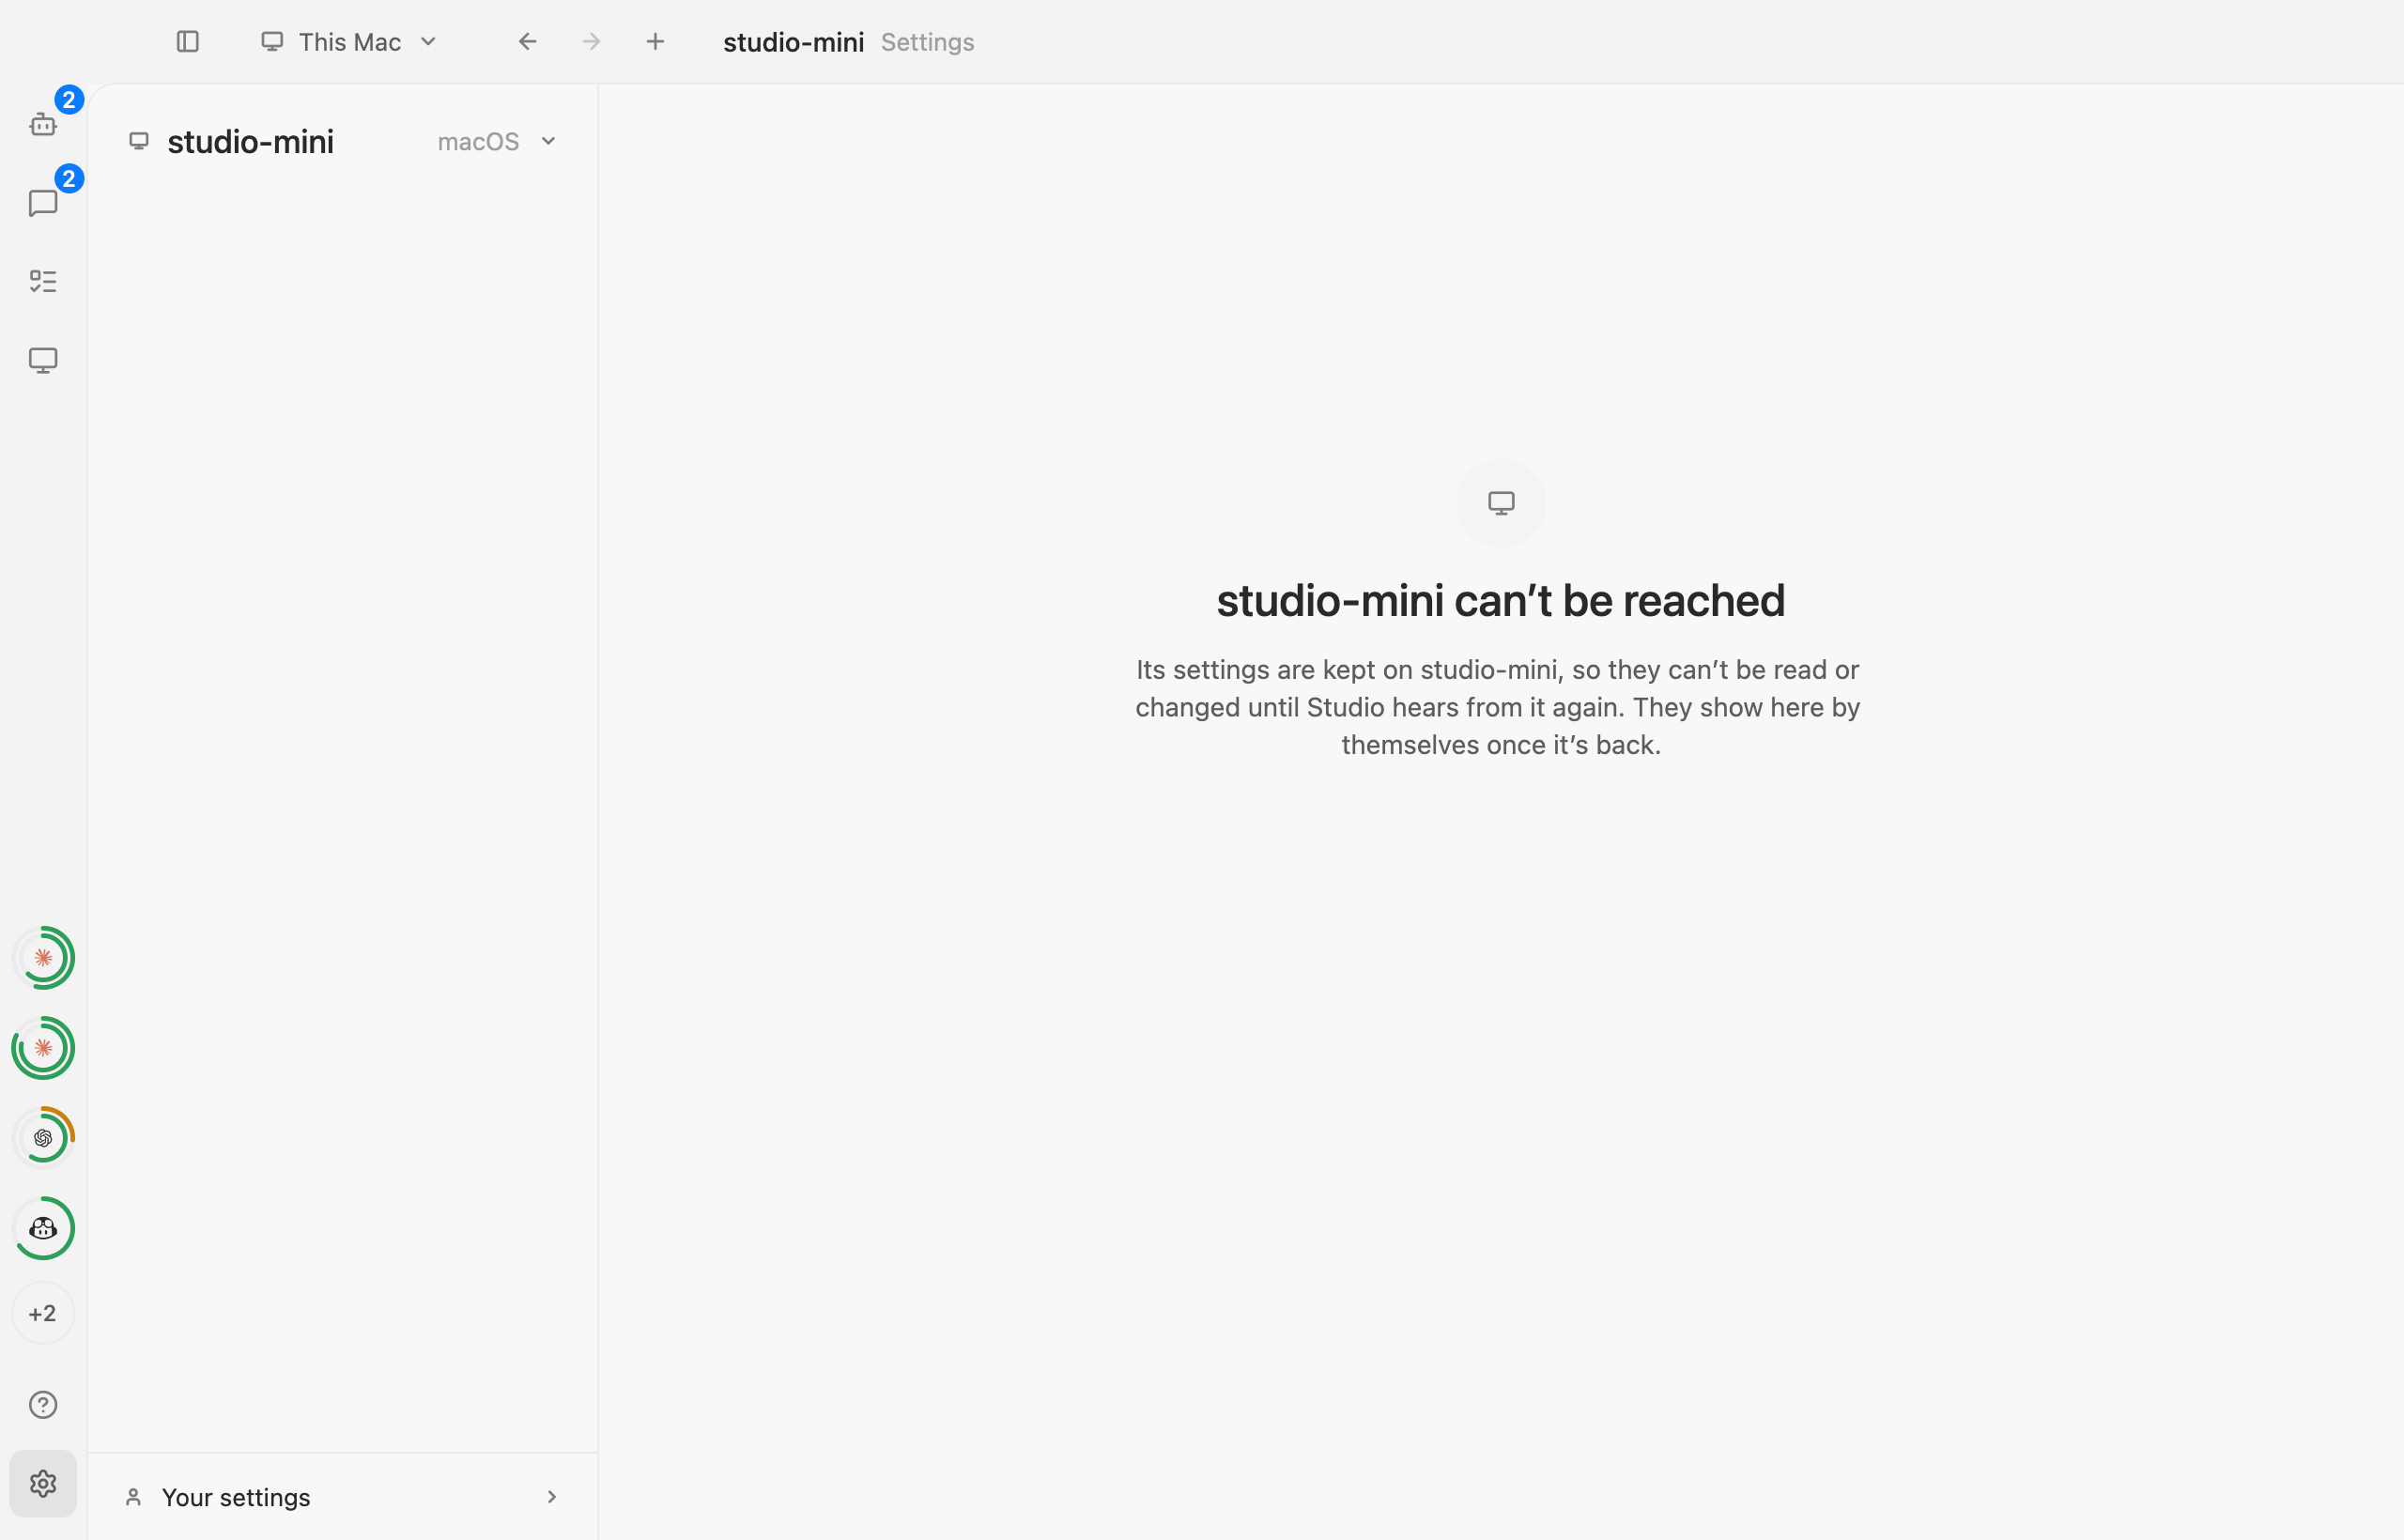 This Mac
studio-mini Settings
2
2
studio-mini macOS
studio-mini can’t be reached
Its settings are kept on studio-mini, so they can’t be read or
changed until Studio hears from it again. They show here by
themselves once it’s back.
+2
Your settings